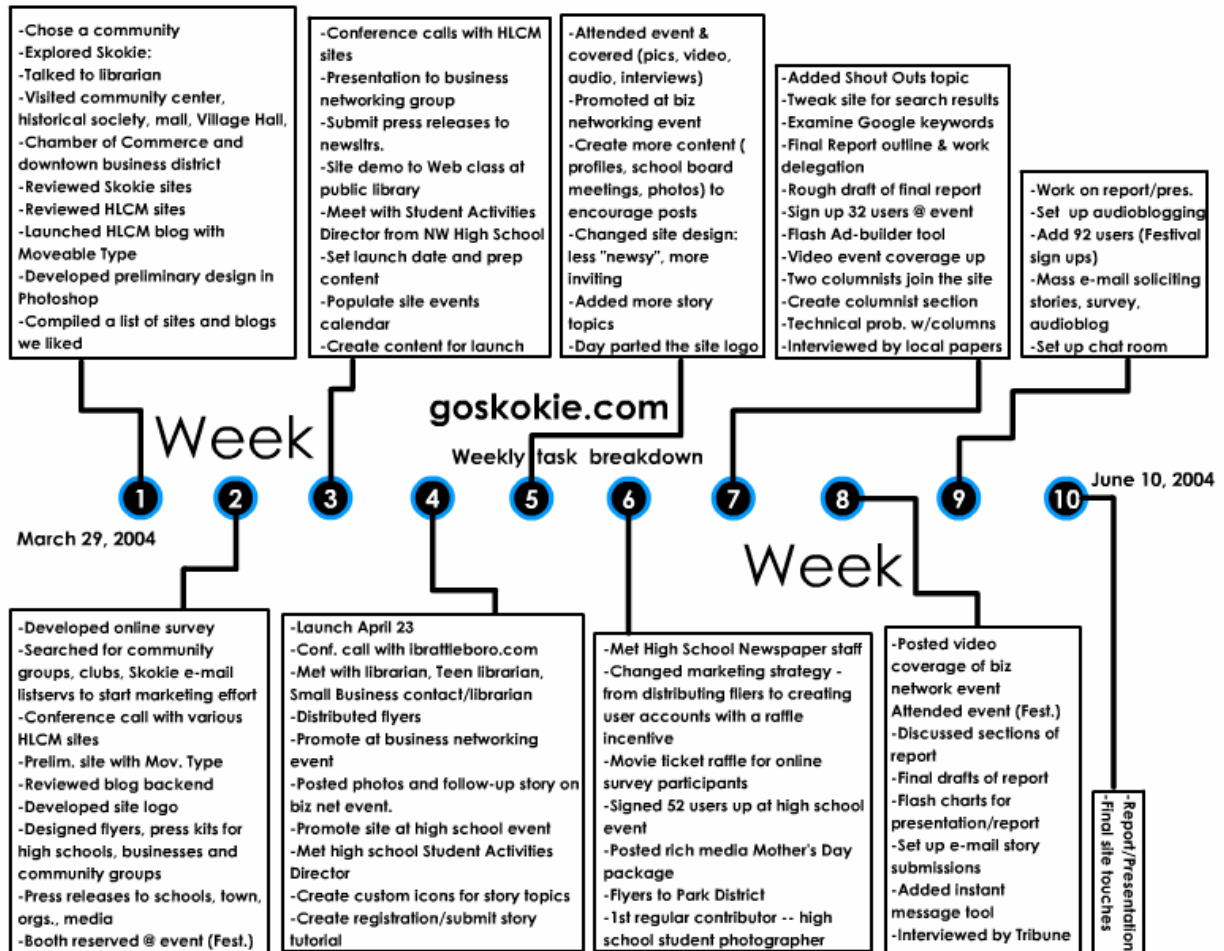 -Chose a community
-Explored Skokie:
-Talked to librarian
-Visited community center,
historical society, mall, Village Hall,
-Chamber of Commerce and
downtown business district
-Reviewed Skokie sites
-Reviewed HLCM sites
-Launched HLCM blog with
Moveable Type
-Developed preliminary design in
Photoshop
-Compiled a list of sites and blogs
we liked
-Conference calls with HLCM
sites
-Presentation to business
networking group
-Submit press releases to
newsltrs.
-Site demo to Web class at
public library
-Meet with Student Activities
Director from NW High School
-Set launch date and prep
content
-Populate site events
calendar
-Create content for launch
-Attended event &
covered (pics, video,
audio, interviews)
-Promoted at biz
networking event
-Create more content (
profiles, school board
meetings, photos) to
encourage posts
-Changed site design:
less "newsy", more
inviting
-Added more story
topics
-Day parted the site logo
-Added Shout Outs topic
-Tweak site for search results
-Examine Google keywords
-Final Report outline & work
delegation
-Rough draft of final report
-Sign up 32 users @ event
-Flash Ad-builder tool
-Video event coverage up
-Two columnists join the site
-Create columnist section
-Technical prob. w/columns
-Interviewed by local papers
-Work on report/pres.
-Set up audioblogging
-Add 92 users (Festival
sign ups)
-Mass e-mail soliciting
stories, survey,
audioblog
-Set up chat room
goskokie.com
Week
Weekly task breakdown
1 2 3 4 5 6 7 8 9 10
June 10, 2004
March 29, 2004
Week
-Developed online survey
-Searched for community
groups, clubs, Skokie e-mail
listservs to start marketing effort
-Conference call with various
HLCM sites
-Prelim. site with Mov. Type
-Reviewed blog backend
-Developed site logo
-Designed flyers, press kits for
high schools, businesses and
community groups
-Press releases to schools, town,
orgs., media
-Booth reserved @ event (Fest.)
-Launch April 23
-Conf. call with ibrattleboro.com
-Met with librarian, Teen librarian,
Small Business contact/librarian
-Distributed flyers
-Promote at business networking
event
-Posted photos and follow-up story on
biz net event.
-Promote site at high school event
-Met high school Student Activities
Director
-Create custom icons for story topics
-Create registration/submit story
tutorial
-Met High School Newspaper staff
-Changed marketing strategy -
from distributing fliers to creating
user accounts with a raffle
incentive
-Movie ticket raffle for online
survey participants
-Signed 52 users up at high school
event
-Posted rich media Mother's Day
package
-Flyers to Park District
-1st regular contributor -- high
school student photographer
-Posted video
coverage of biz
network event
Attended event (Fest.)
-Discussed sections of
report
-Final drafts of report
-Flash charts for
presentation/report
-Set up e-mail story
submissions
-Added instant
message tool
-Interviewed by Tribune
-Report/Presentation
-Final site touches